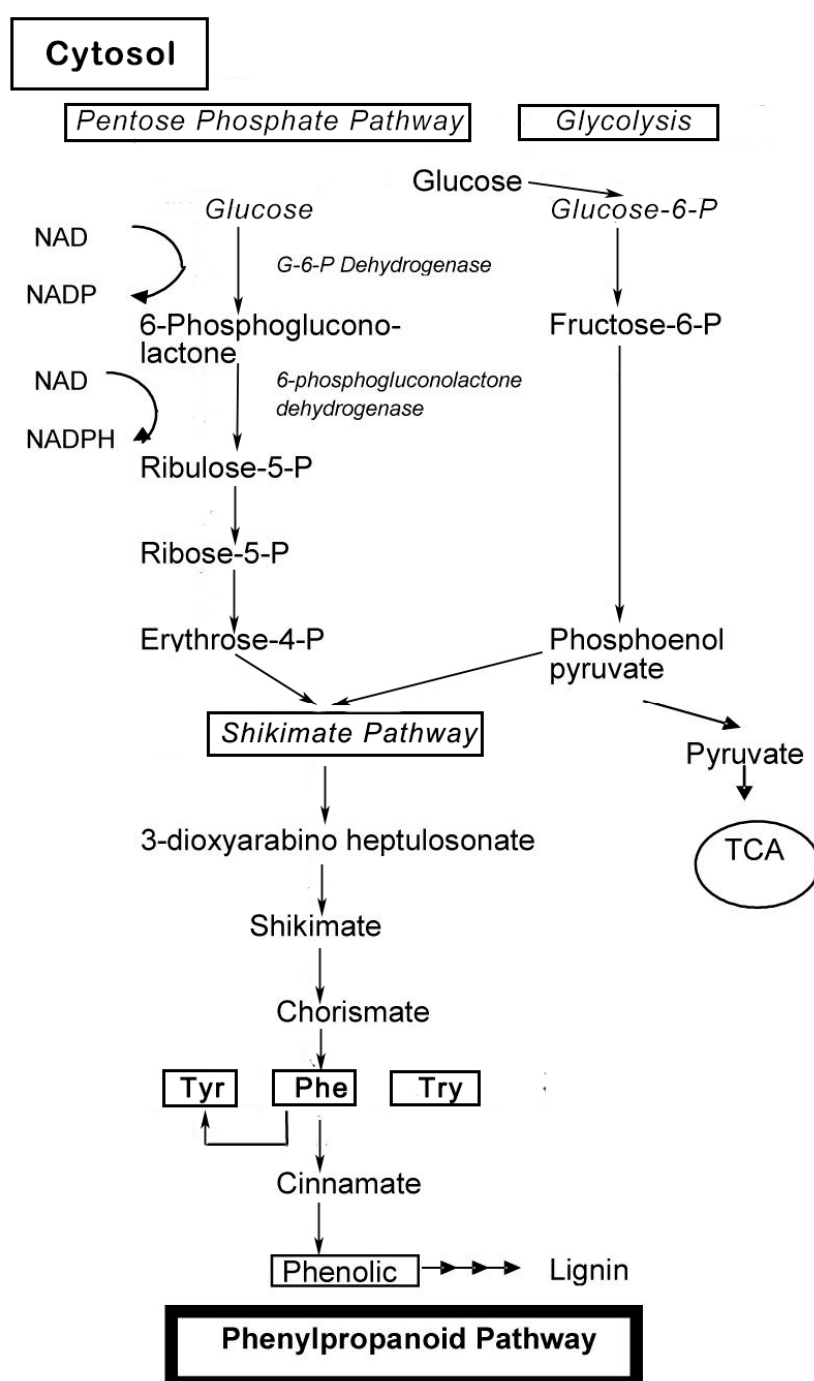 Cytosol
Pentose Phosphate Pathway
Glycolysis
Glucose
Glucose
Glucose-6-P
NAD
G-6-P Dehydrogenase
NADP
6-Phosphoglucono-
lactone
Fructose-6-P
NAD
6-phosphogluconolactone
dehydrogenase
NADPH
Ribulose-5-P
Ribose-5-P
Erythrose-4-P
Phosphoenol
pyruvate
Shikimate Pathway
Pyruvate
3-dioxyarabino heptulosonate
TCA
Shikimate
Chorismate
Tyr
Phe
Try
Cinnamate
Phenolic
Lignin
Phenylpropanoid Pathway